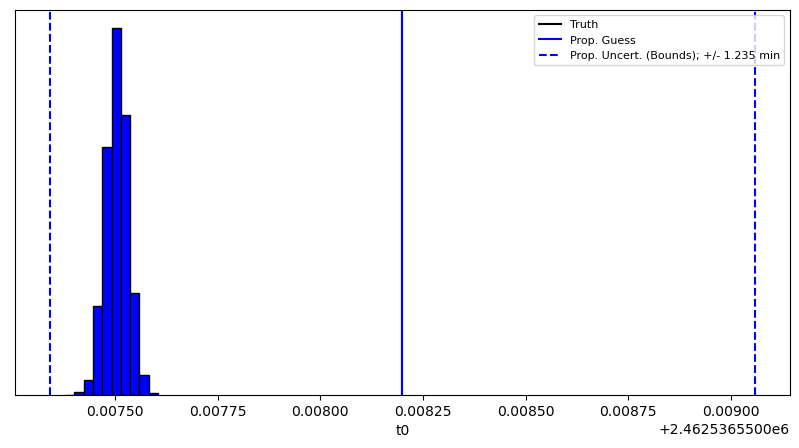 Truth
Prop. Guess
Prop. Uncert. (Bounds); +/- 1.235 min
0.00750 0.00775 0.00800 0.00825 0.00850 0.00875 0.00900
t0
+2.4625365500e6